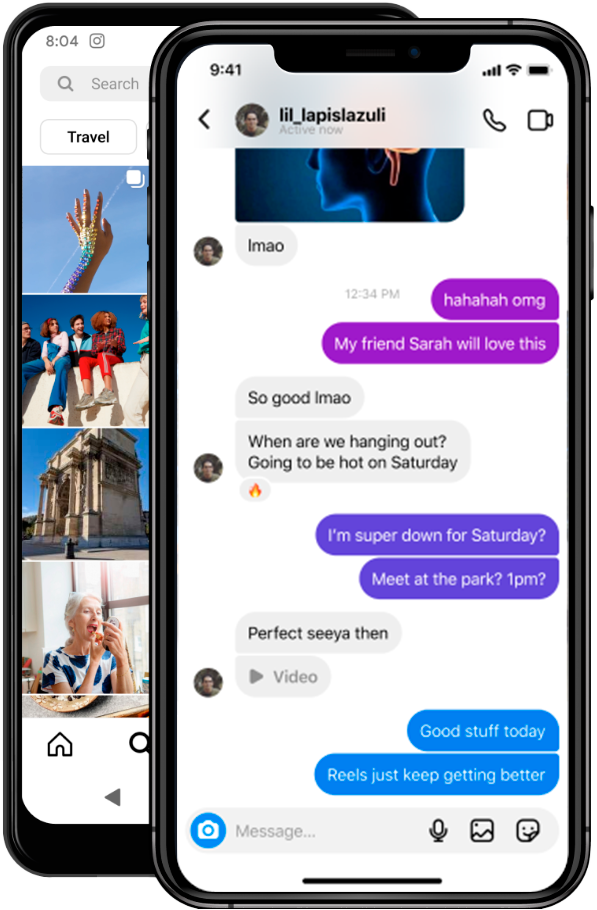 8:04
Search
Travel
9:41
lil_lapislazuli
Active now
lmao
12:34 PM
hahahah omg
My friend Sarah will love this
So good lmao
When are we hanging out?
Going to be hot on Saturday
I'm super down for Saturday?
Meet at the park? 1pm?
Perfect seeya then
Video
Good stuff today
Reels just keep getting better
Message...